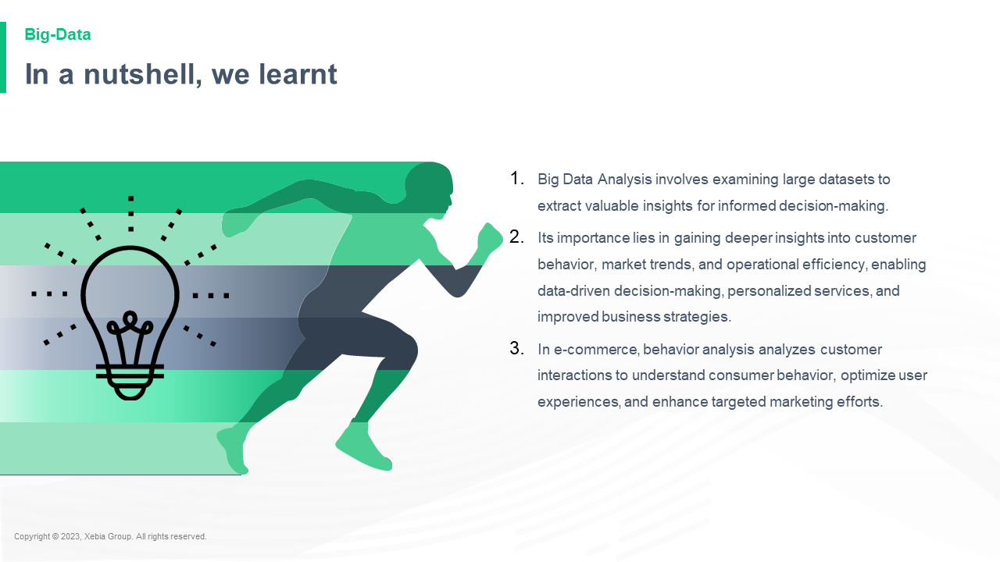 Big-Data
In a nutshell, we learnt
1. Big Data Analysis involves examining large datasets to
extract valuable insights for informed decision-making.
2. Its importance lies in gaining deeper insights into customer
behavior, market trends, and operational efficiency, enabling
data-driven decision-making, personalized services, and
improved business strategies.
3. In e-commerce, behavior analysis analyzes customer
interactions to understand consumer behavior, optimize user
experiences, and enhance targeted marketing efforts.
Copyright © 2023, Xebia Group. All rights reserved.